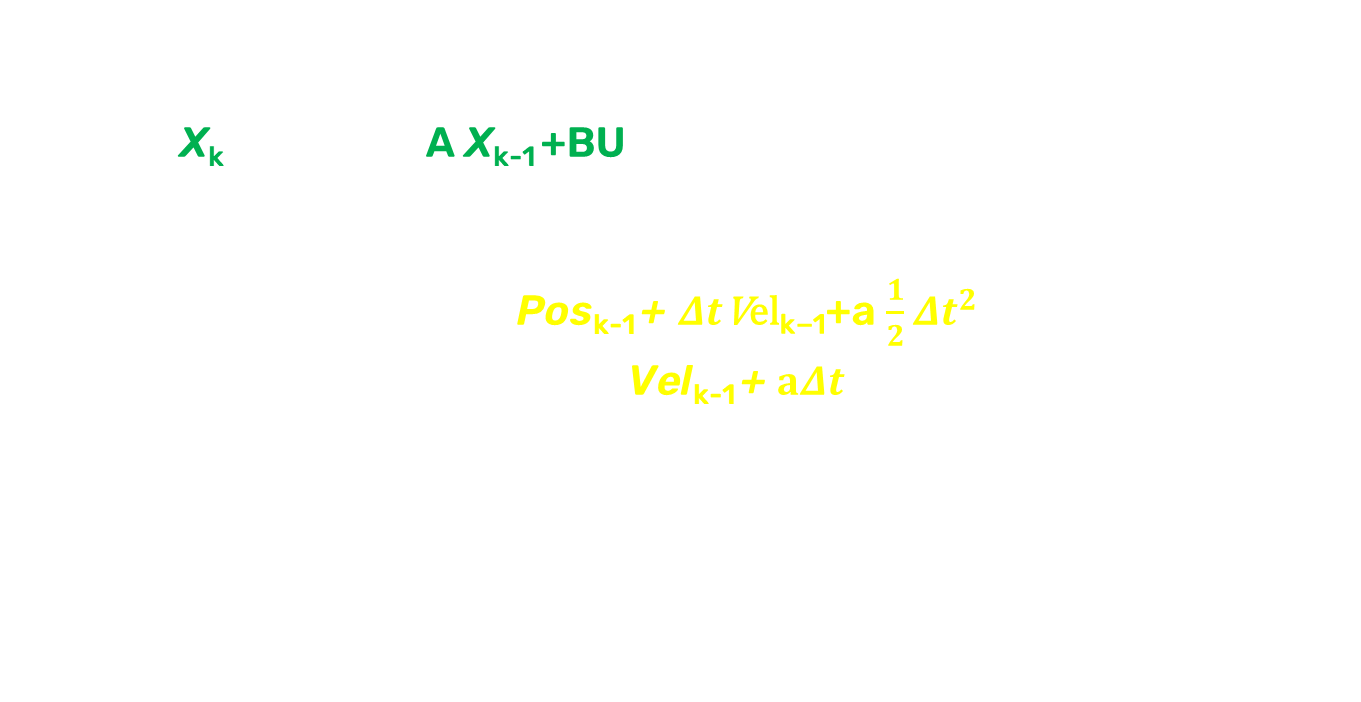 Xₖ A Xₖ₋₁+BU
Posₖ₋₁+ Δt Velₖ₋₁+a 1/2 Δt²
Velₖ₋₁+ aΔt